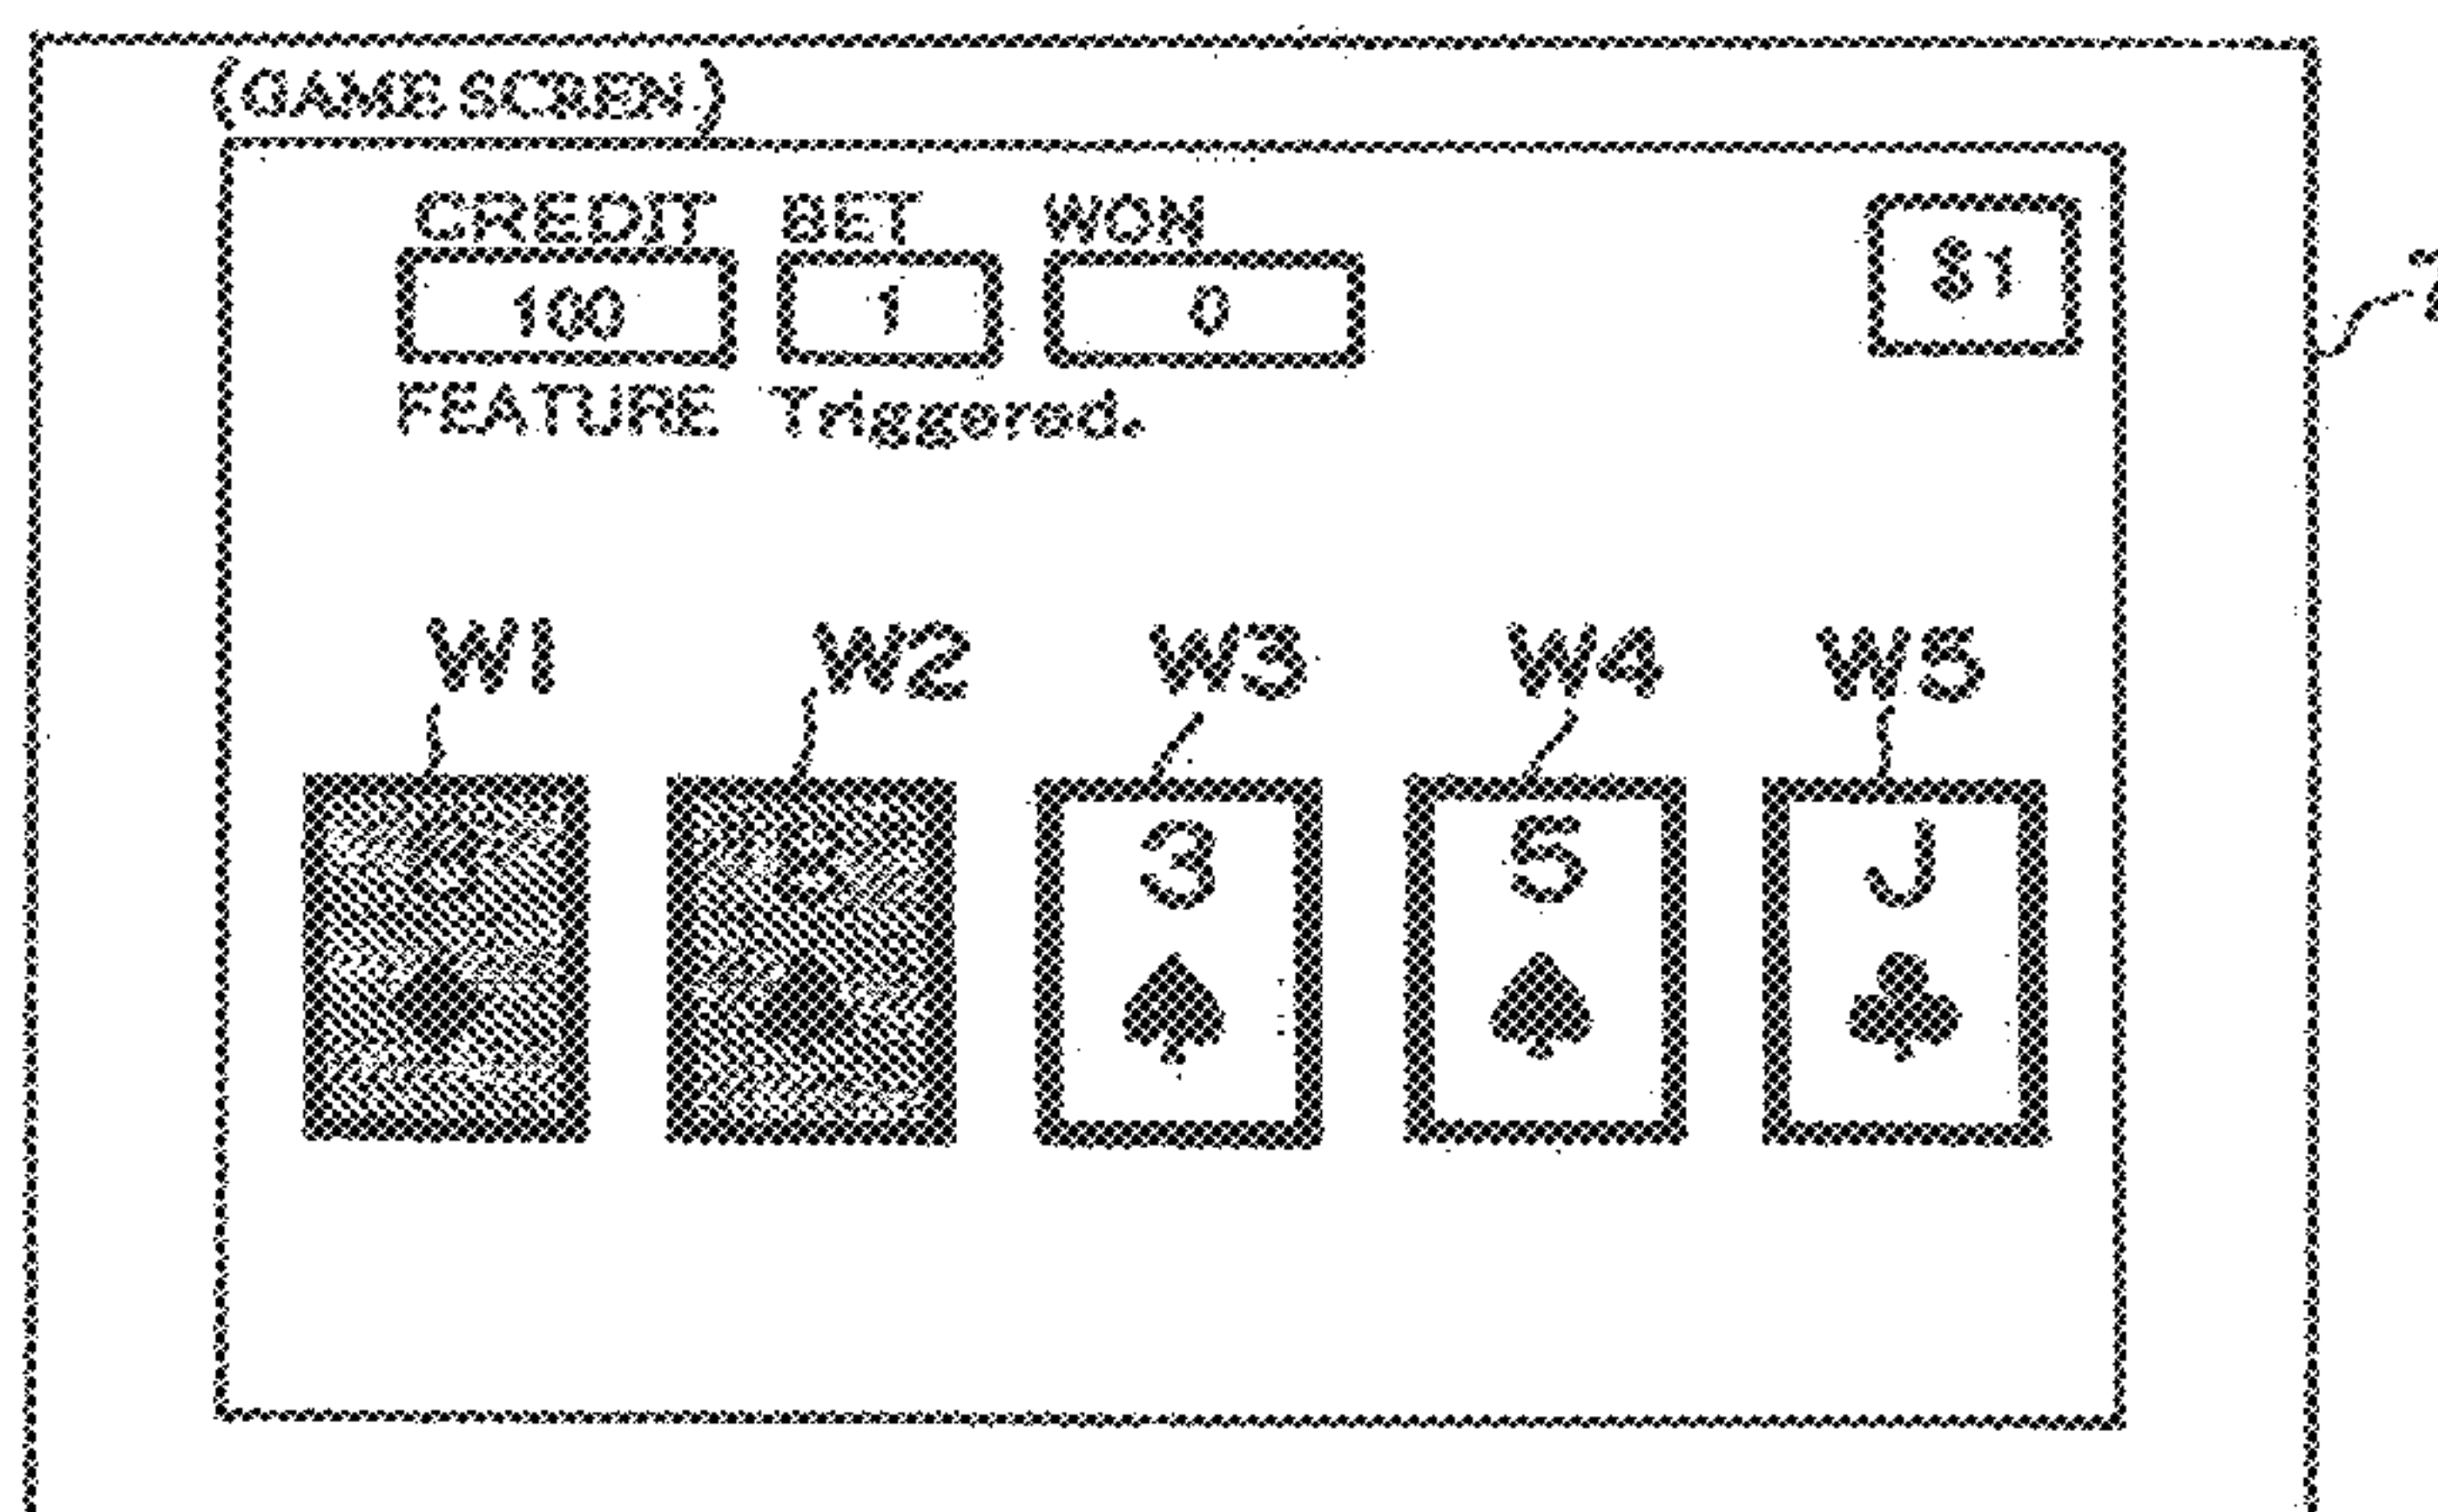 (GAME SCREEN)
CREDIT BET WON
100 1 0 $1
FEATURE Triggered.
W1 W2 W3 W4 W5
3 5 J